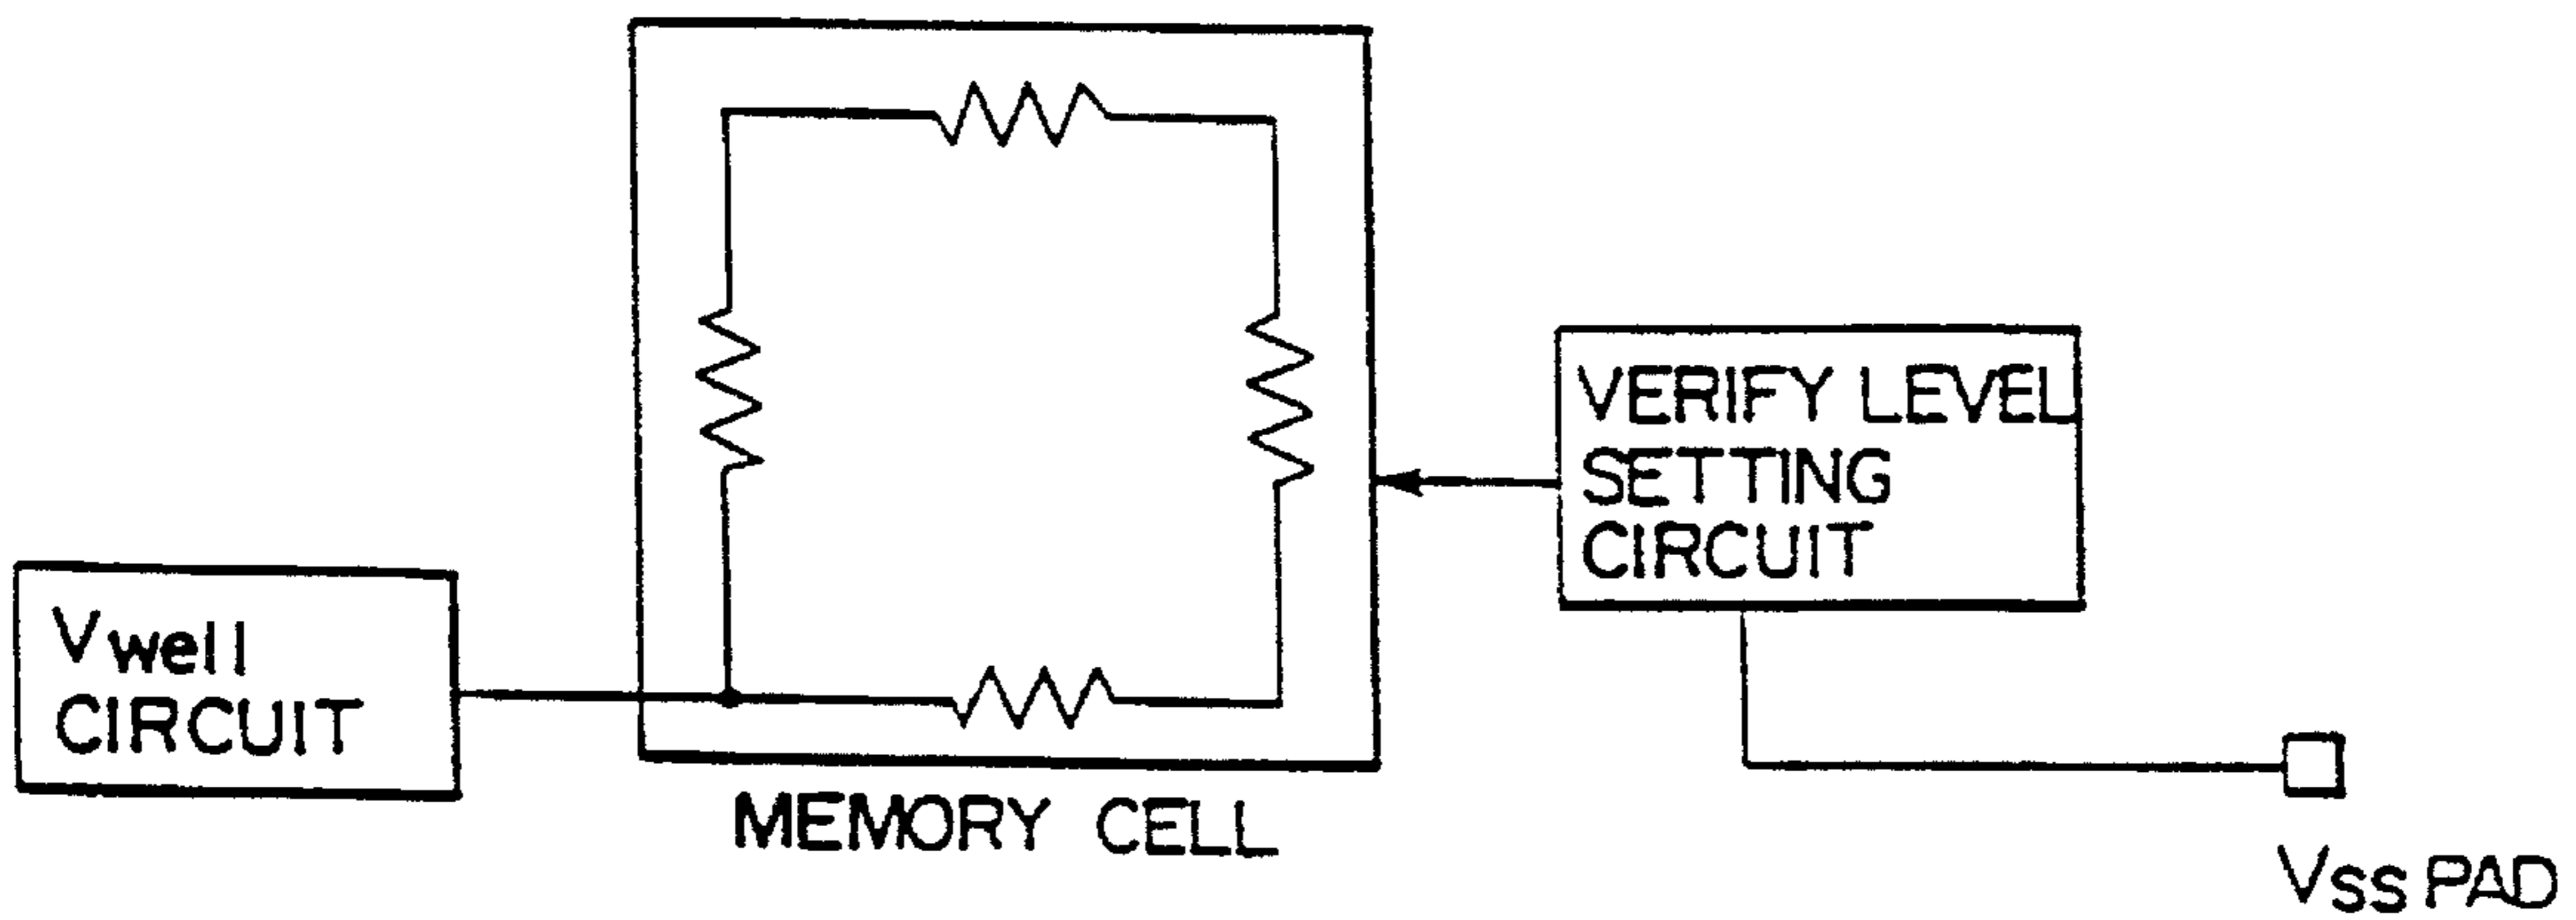 VERIFY LEVEL
SETTING
CIRCUIT
Vwell
CIRCUIT
MEMORY CELL
VSS PAD